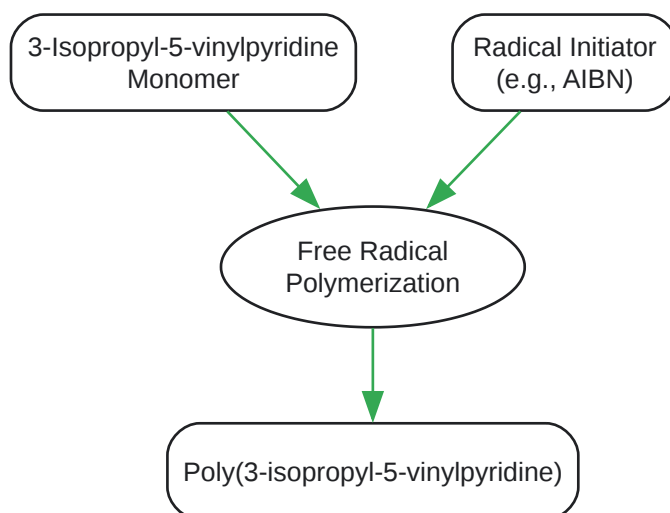 3-Isopropyl-5-vinylpyridine
Monomer
Radical Initiator
(e.g., AIBN)
Free Radical
Polymerization
Poly(3-isopropyl-5-vinylpyridine)